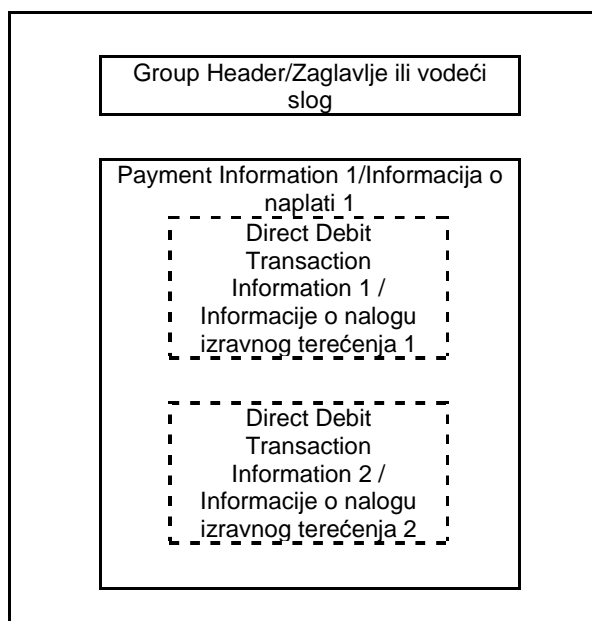 Group Header/Zaglavlje ili vodeći
slog
Payment Information 1/Informacija o
naplati 1
Direct Debit
Transaction
Information 1 /
Informacije o nalogu
izravnog terećenja 1
Direct Debit
Transaction
Information 2 /
Informacije o nalogu
izravnog terećenja 2